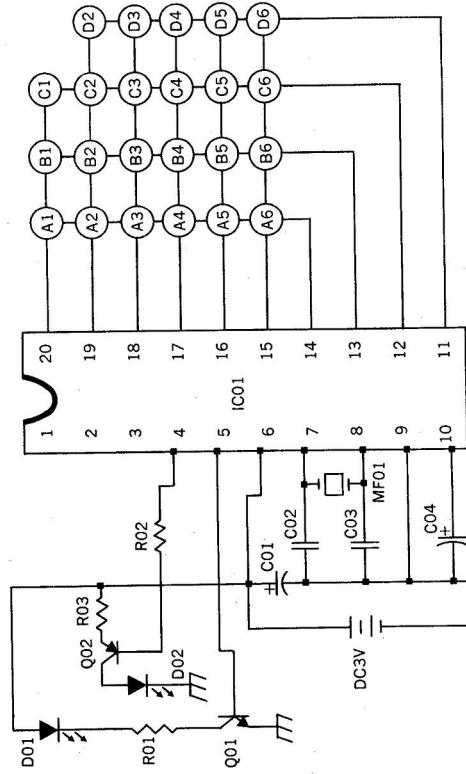 D2 D3 D4 D5 D6
C1 C2 C3 C4 C5 C6
B1 B2 B3 B4 B5 B6
A1 A2 A3 A4 A5 A6
20 19 18 17 16 15 14 13 12 11
IC01
1 2 3 4 5 6 7 8 9 10
MF01
R02
C01 C02 C03 C04
R03
Q02
D02
DC3V
D01
R01
Q01